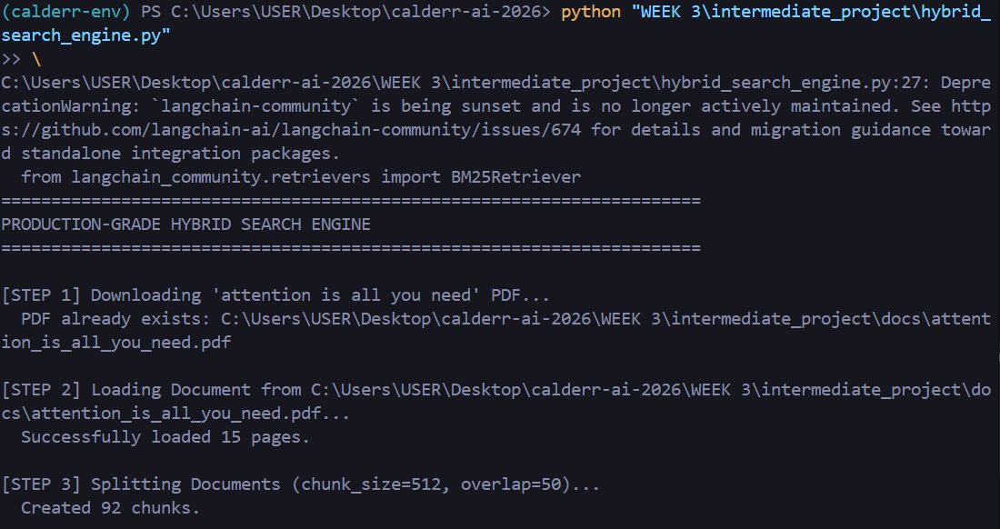 (calderr-env) PS C:\Users\USER\Desktop\calderr-ai-2026> python "WEEK 3\intermediate_project\hybrid_
search_engine.py"
>> \
C:\Users\USER\Desktop\calderr-ai-2026\WEEK 3\intermediate_project\hybrid_search_engine.py:27: Depre
cationWarning: `langchain-community` is being sunset and is no longer actively maintained. See http
s://github.com/langchain-ai/langchain-community/issues/674 for details and migration guidance towar
d standalone integration packages.
  from langchain_community.retrievers import BM25Retriever
======================================================================
PRODUCTION-GRADE HYBRID SEARCH ENGINE
======================================================================

[STEP 1] Downloading 'attention is all you need' PDF...
  PDF already exists: C:\Users\USER\Desktop\calderr-ai-2026\WEEK 3\intermediate_project\docs\attent
ion_is_all_you_need.pdf

[STEP 2] Loading Document from C:\Users\USER\Desktop\calderr-ai-2026\WEEK 3\intermediate_project\do
cs\attention_is_all_you_need.pdf...
  Successfully loaded 15 pages.

[STEP 3] Splitting Documents (chunk_size=512, overlap=50)...
  Created 92 chunks.